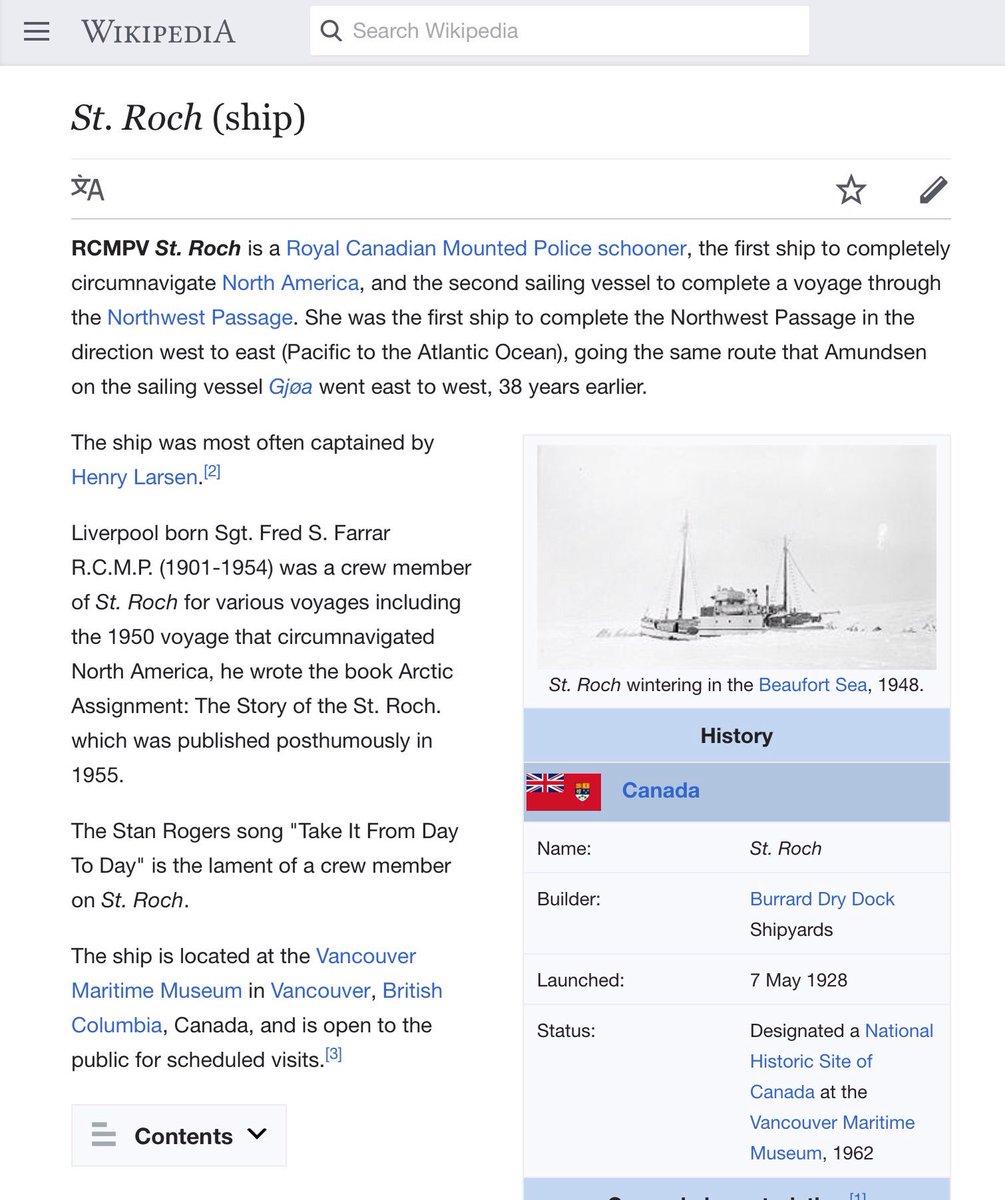 WIKIPEDIA
Search Wikipedia
St. Roch (ship)
文A
RCMPV St. Roch is a Royal Canadian Mounted Police schooner, the first ship to completely
circumnavigate North America, and the second sailing vessel to complete a voyage through
the Northwest Passage. She was the first ship to complete the Northwest Passage in the
direction west to east (Pacific to the Atlantic Ocean), going the same route that Amundsen
on the sailing vessel Gjøa went east to west, 38 years earlier.
The ship was most often captained by
Henry Larsen.[2]
Liverpool born Sgt. Fred S. Farrar
R.C.M.P. (1901-1954) was a crew member
of St. Roch for various voyages including
the 1950 voyage that circumnavigated
North America, he wrote the book Arctic
Assignment: The Story of the St. Roch.
which was published posthumously in
1955.
The Stan Rogers song "Take It From Day
To Day" is the lament of a crew member
on St. Roch.
The ship is located at the Vancouver
Maritime Museum in Vancouver, British
Columbia, Canada, and is open to the
public for scheduled visits.[3]
Contents
St. Roch wintering in the Beaufort Sea, 1948.
History
Canada
Name: St. Roch
Builder: Burrard Dry Dock
Shipyards
Launched: 7 May 1928
Status: Designated a National
Historic Site of
Canada at the
Vancouver Maritime
Museum, 1962
[1]